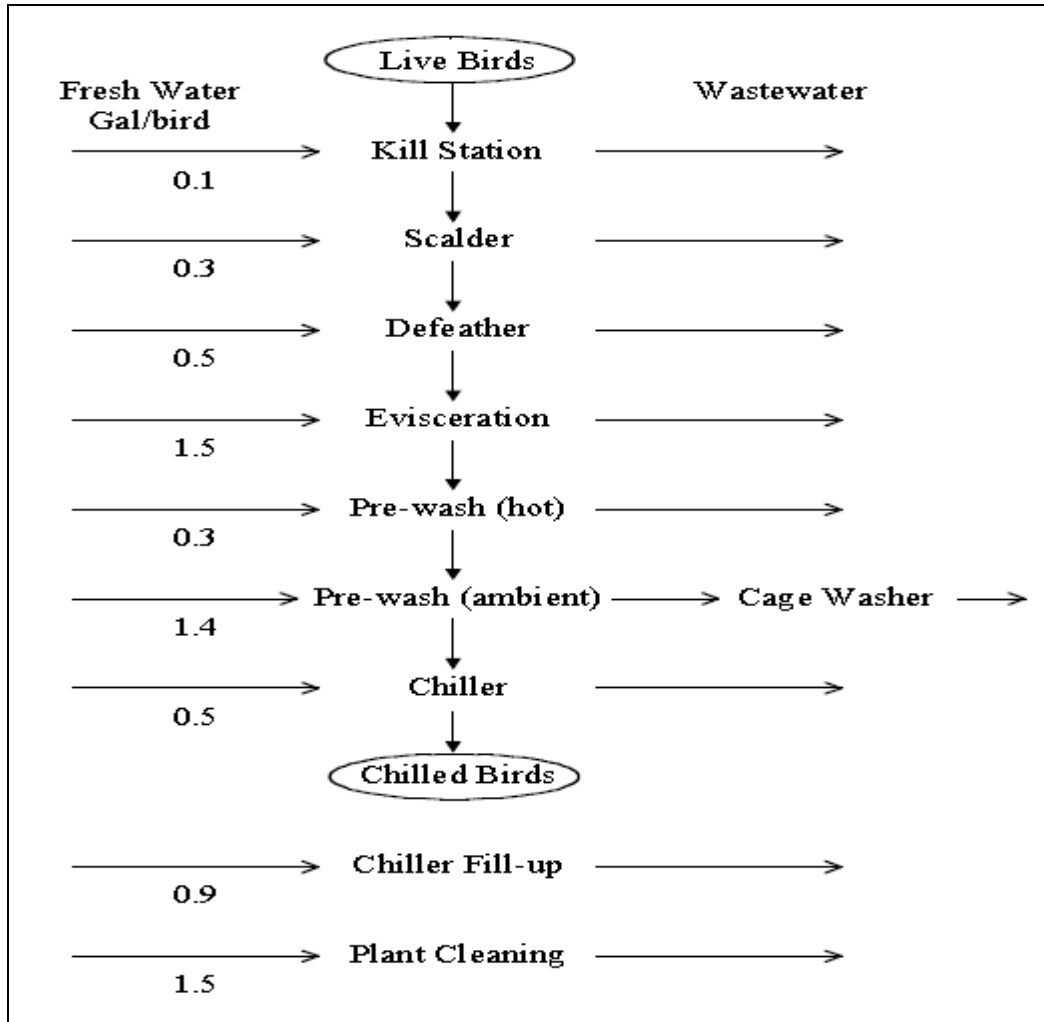 Live Birds
Fresh Water
Gal/bird
Wastewater
Kill Station
0.1
Scalder
0.3
Defeather
0.5
Evisceration
1.5
Pre-wash (hot)
0.3
Pre-wash (ambient)
Cage Washer
1.4
Chiller
0.5
Chilled Birds
Chiller Fill-up
0.9
Plant Cleaning
1.5